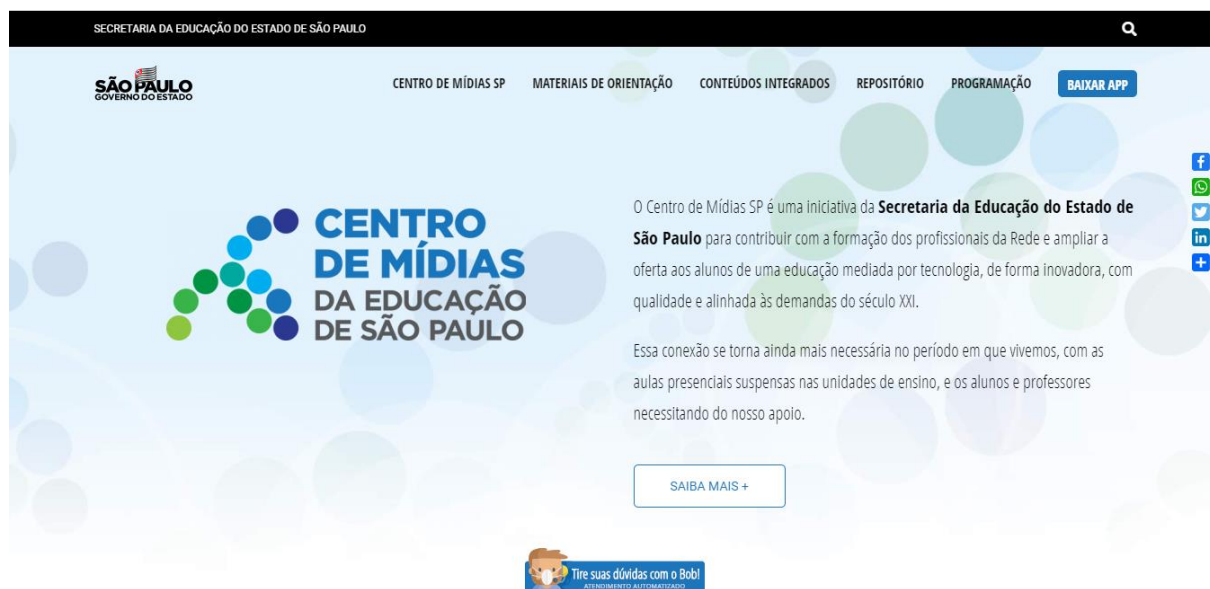 SECRETARIA DA EDUCAÇÃO DO ESTADO DE SÃO PAULO
SÃO PAULO
GOVERNO DO ESTADO
CENTRO DE MÍDIAS SP
MATERIAIS DE ORIENTAÇÃO
CONTEÚDOS INTEGRADOS
REPOSITÓRIO
PROGRAMAÇÃO
BAIXAR APP
CENTRO
DE MÍDIAS
DA EDUCAÇÃO
DE SÃO PAULO
O Centro de Mídias SP é uma iniciativa da Secretaria da Educação do Estado de
São Paulo para contribuir com a formação dos profissionais da Rede e ampliar a
oferta aos alunos de uma educação mediada por tecnologia, de forma inovadora, com
qualidade e alinhada às demandas do século XXI.
Essa conexão se torna ainda mais necessária no período em que vivemos, com as
aulas presenciais suspensas nas unidades de ensino, e os alunos e professores
necessitando do nosso apoio.
SAIBA MAIS +
Tire suas dúvidas com o Bob!
ATENDIMENTO AUTOMATIZADO